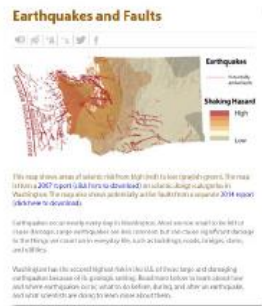 Earthquakes and Faults
Earthquakes
Potentially
active faults
Shaking Hazard
High
Low
This map shows areas of seismic risk from high (red) to low (grayish green). The map
is from a 2007 report (click here to download) on seismic design categories in
Washington. The map also shows potentially active faults from a separate 2014 report
(click here to download).
Earthquakes occur nearly every day in Washington. Most are too small to be felt or
cause damage. Large earthquakes are less common but can cause significant damage
to the things we count on in everyday life, such as buildings, roads, bridges, dams,
and utilities.
Washington has the second highest risk in the U.S. of these large and damaging
earthquakes because of its geologic setting. Read more below to learn about how
and where earthquakes occur, what to do before, during, and after an earthquake,
and what scientists are doing to learn more about them.